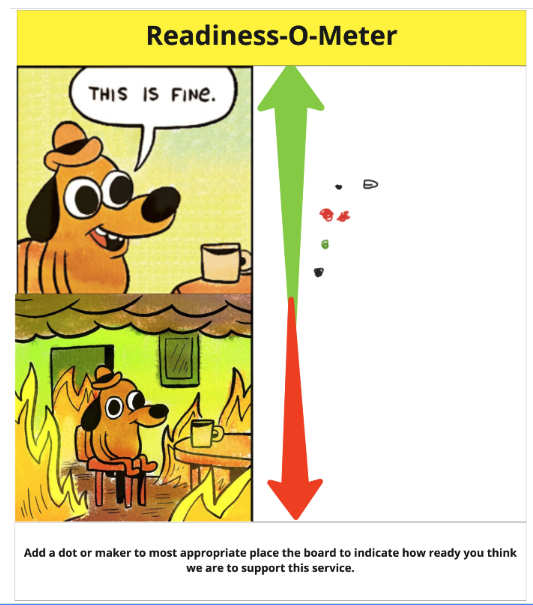 Readiness-O-Meter
THIS IS FINE.
Add a dot or maker to most appropriate place the board to indicate how ready you think
we are to support this service.